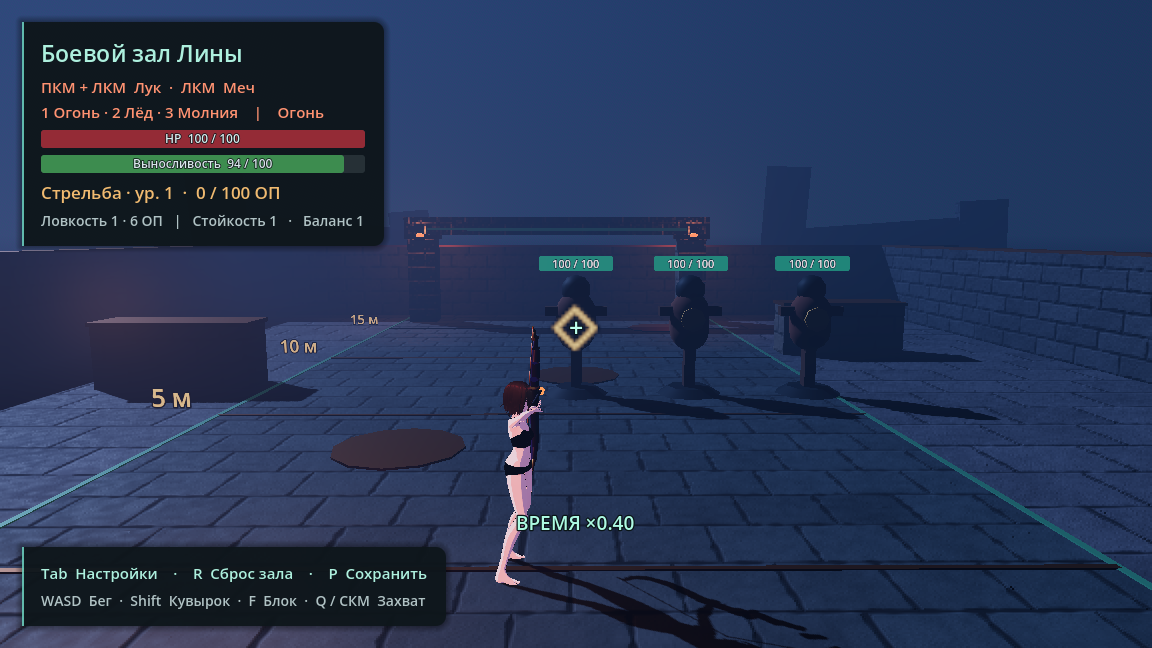 Боевой зал Лины
ПКМ + ЛКМ Лук · ЛКМ Меч
1 Огонь · 2 Лёд · 3 Молния | Огонь
HP 100 / 100
Выносливость 94 / 100
Стрельба · ур. 1 · 0 / 100 ОП
Ловкость 1 · 6 ОП | Стойкость 1 · Баланс 1
100 / 100
100 / 100
100 / 100
15 м
10 м
5 м
ВРЕМЯ ×0.40
Tab Настройки · R Сброс зала · P Сохранить
WASD Бег · Shift Кувырок · F Блок · Q / СКМ Захват